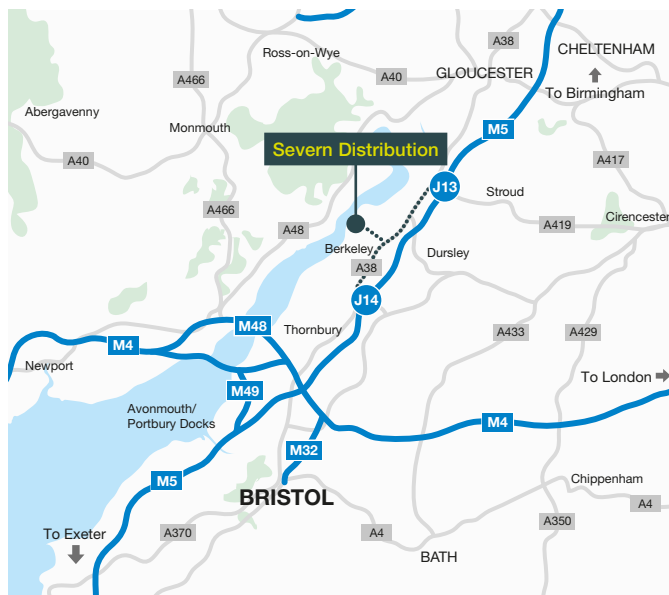 A38
Ross-on-Wye
CHELTENHAM
A466
A40
GLOUCESTER
To Birmingham
Abergavenny
Monmouth
M5
Severn Distribution
A40
A417
J13
Stroud
A466
Cirencester
A48
A419
Berkeley
Dursley
A38
J14
M48
Thornbury
A433
A429
M4
Newport
To London
M49
Avonmouth/
Portbury Docks
M4
M32
M5
Chippenham
BRISTOL
A4
To Exeter
A370
A4
A350
BATH